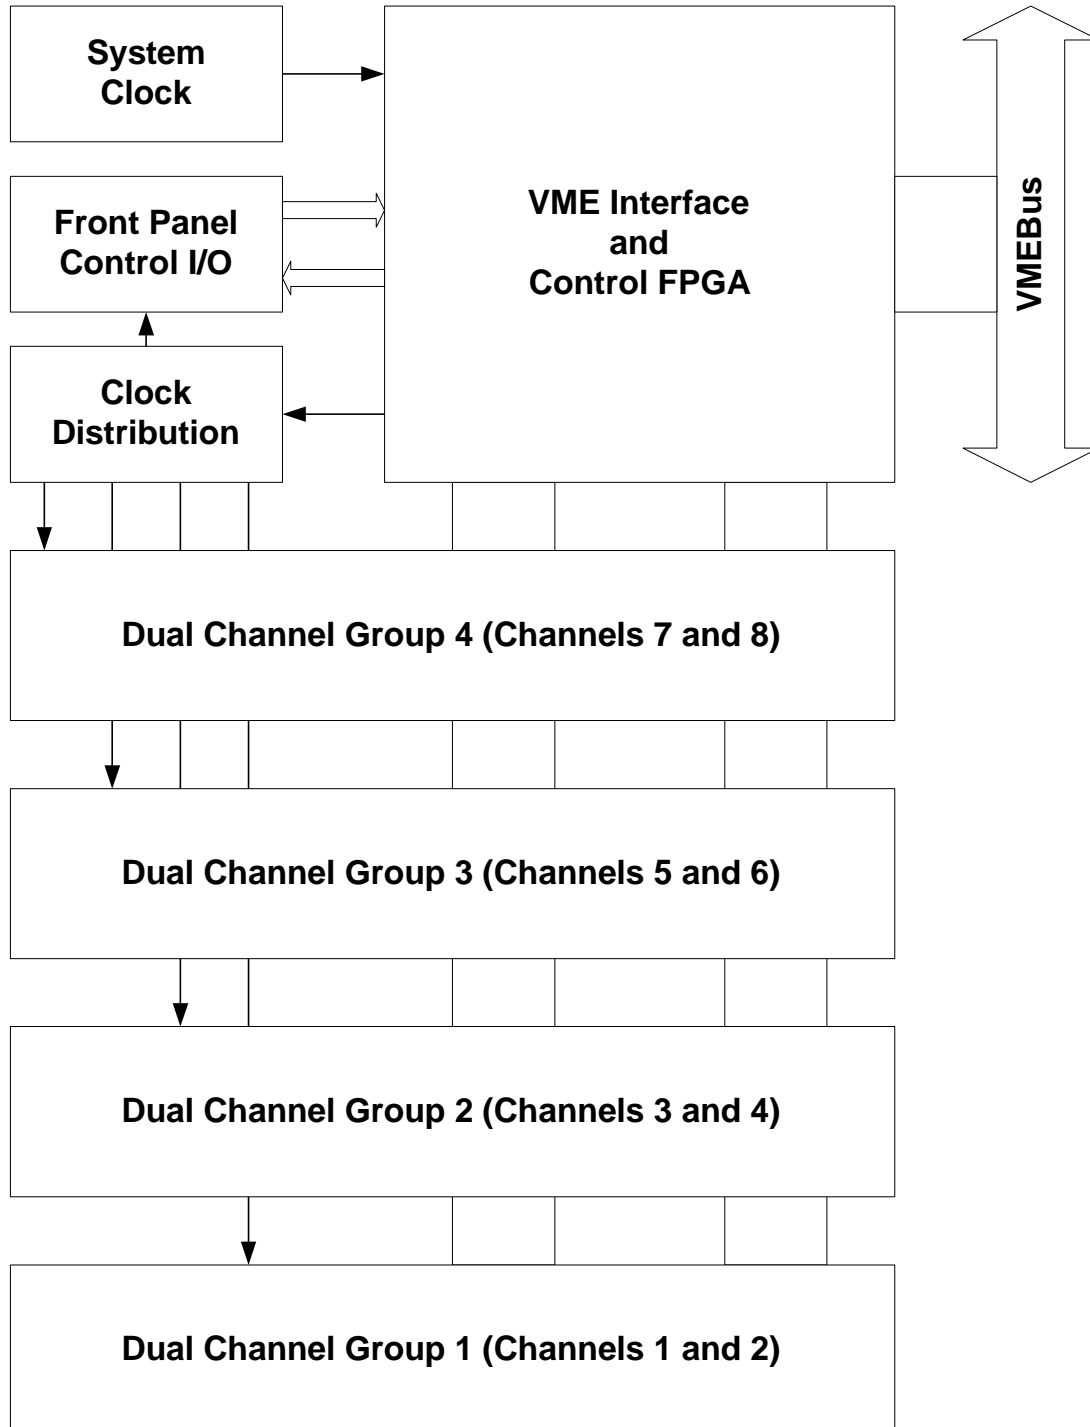 System
Clock
VME Interface
and
Control FPGA
VMEBus
Front Panel
Control I/O
Clock
Distribution
Dual Channel Group 4 (Channels 7 and 8)
Dual Channel Group 3 (Channels 5 and 6)
Dual Channel Group 2 (Channels 3 and 4)
Dual Channel Group 1 (Channels 1 and 2)